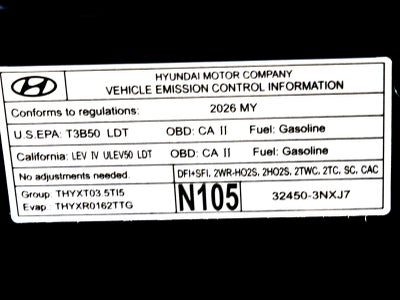 HYUNDAI MOTOR COMPANY
VEHICLE EMISSION CONTROL INFORMATION
Conforms to regulations: 2026 MY
U.S.EPA: T3B50 LDT OBD: CA II Fuel: Gasoline
California: LEV IV ULEV50 LDT OBD: CA II Fuel: Gasoline
No adjustments needed. DFI+SFI, 2WR-HO2S, 2HO2S, 2TWC, 2TC, SC, CAC
Group: THYXT03.5TI5 N105 32450-3NXJ7
Evap: THYXR0162TTG